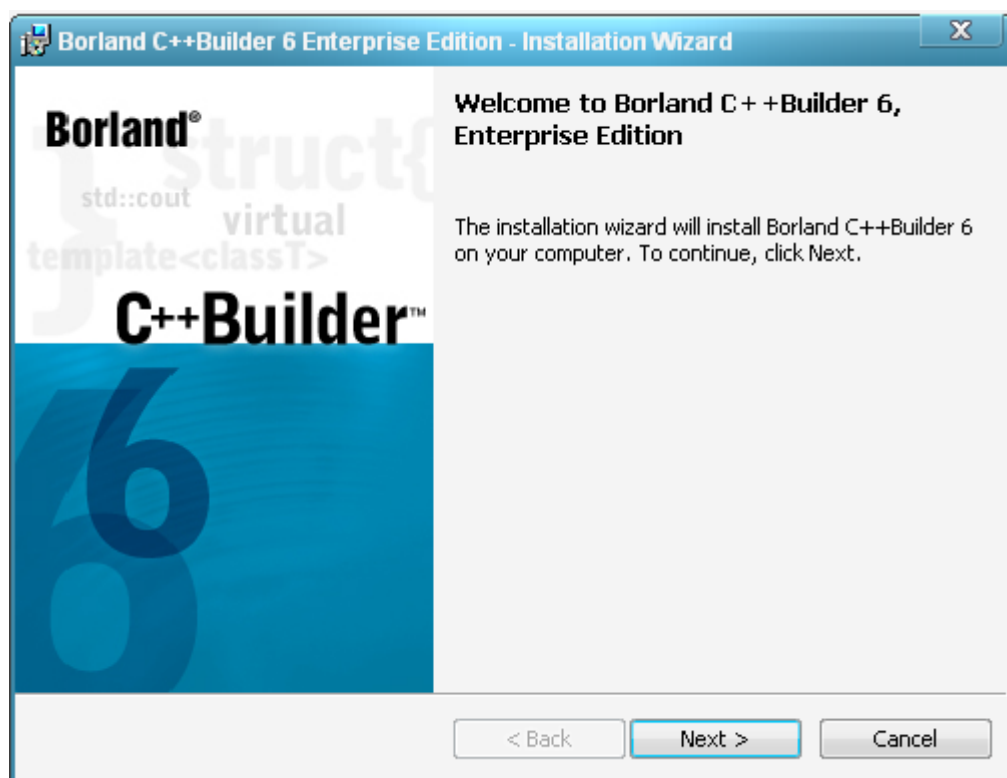 Borland C++Builder 6 Enterprise Edition - Installation Wizard
X
Borland®
}
struct{
std::cout
virtual
template<classT>
C++Builder™
6
6
Welcome to Borland C++Builder 6,
Enterprise Edition
The installation wizard will install Borland C++Builder 6
on your computer. To continue, click Next.
< Back
Next >
Cancel